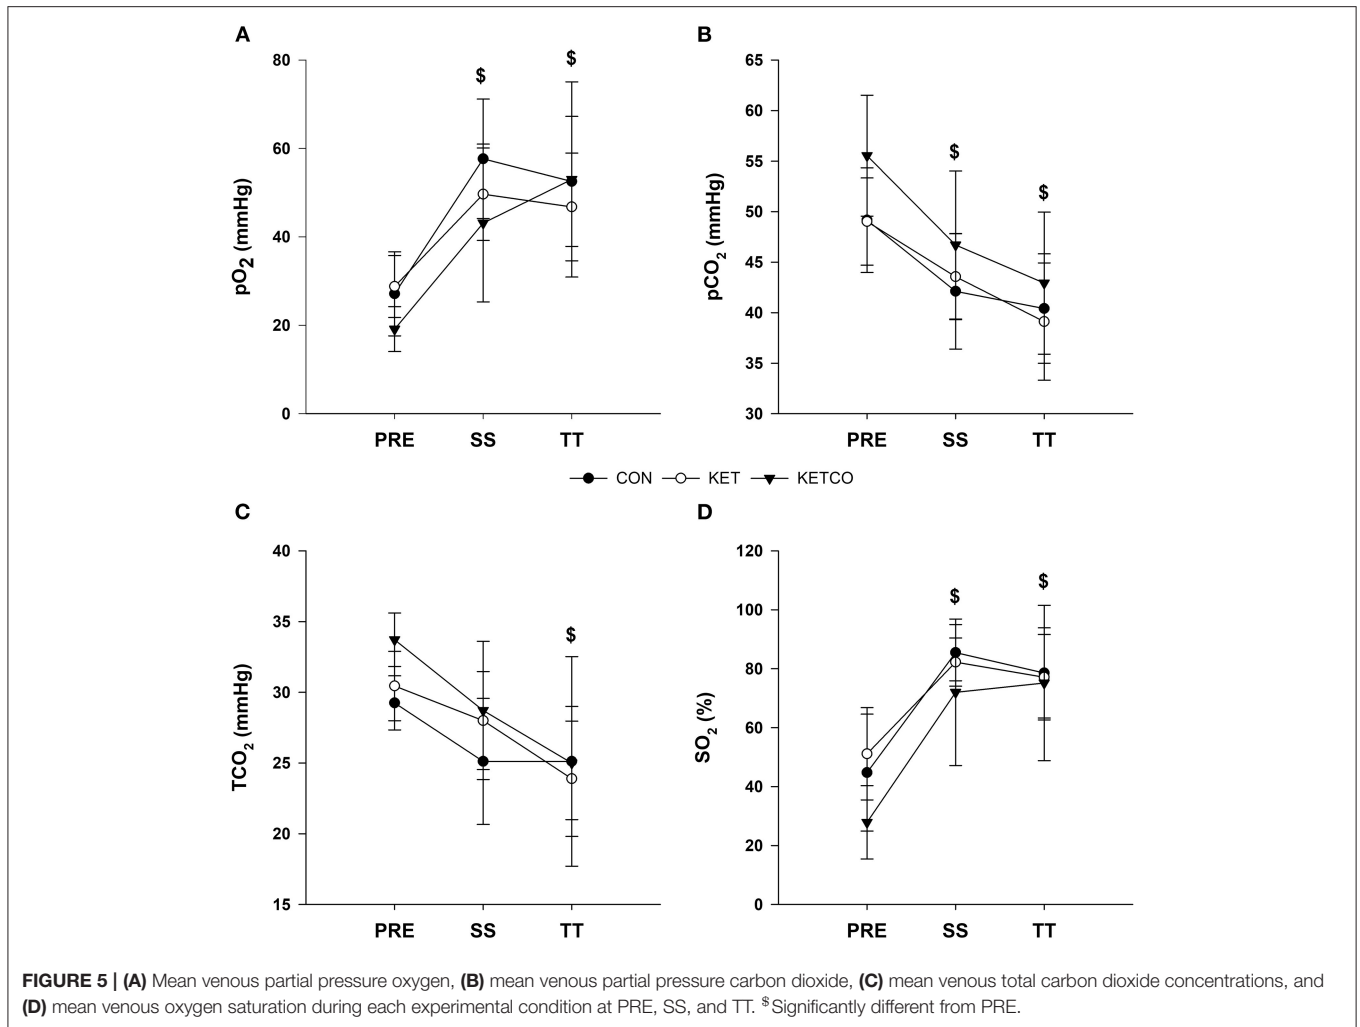 A
80
60
40
20
0
pO2 (mmHg)
$
$
PRE SS TT
B
65
60
55
50
45
40
35
30
pCO2 (mmHg)
$
$
PRE SS TT
CON KET KETCO
C
40
35
30
25
20
15
TCO2 (mmHg)
$
PRE SS TT
D
120
100
80
60
40
20
0
SO2 (%)
$
$
PRE SS TT
FIGURE 5 | (A) Mean venous partial pressure oxygen, (B) mean venous partial pressure carbon dioxide, (C) mean venous total carbon dioxide concentrations, and
(D) mean venous oxygen saturation during each experimental condition at PRE, SS, and TT. $Significantly different from PRE.